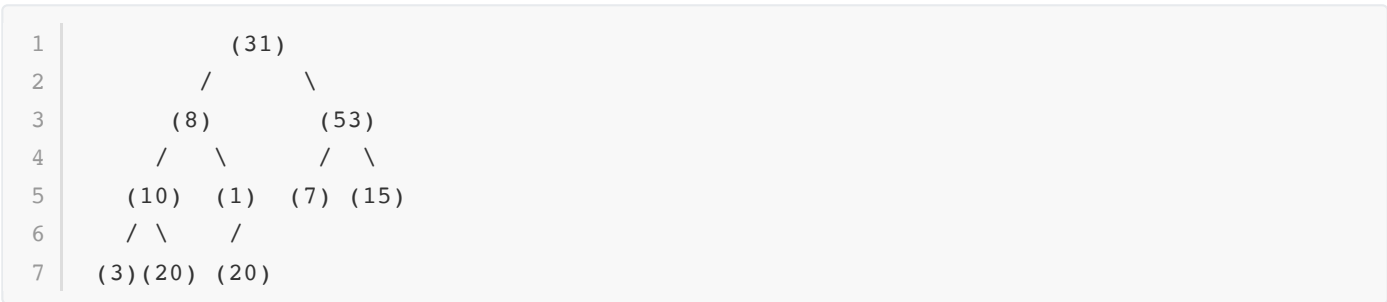 1 (31)
2 / \
3 (8) (53)
4 / \ / \
5 (10) (1) (7) (15)
6 / \ /
7 (3)(20) (20)